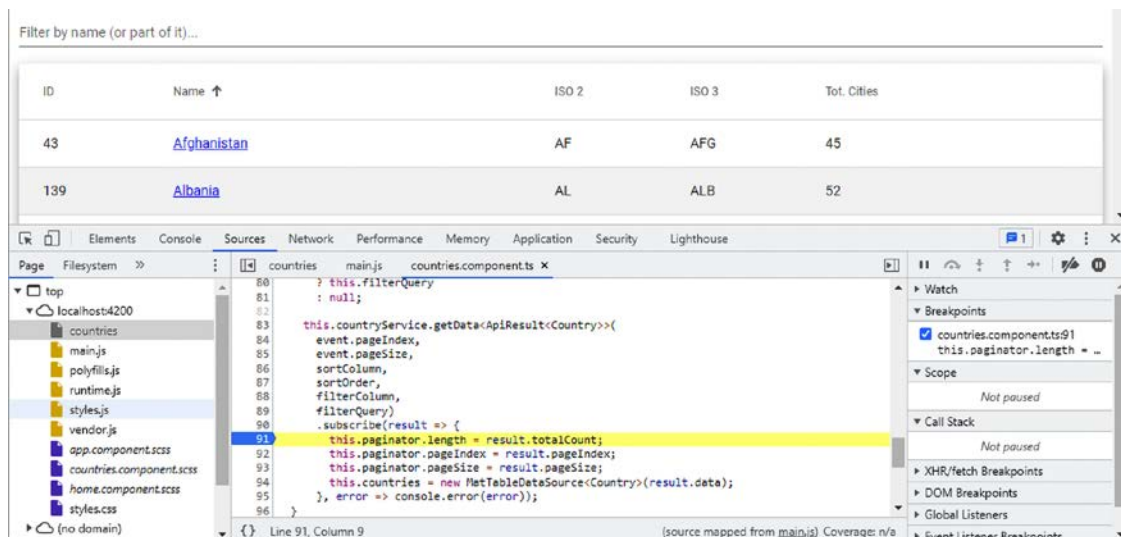 Filter by name (or part of it)...
ID Name ↑ ISO 2 ISO 3 Tot. Cities
43 Afghanistan AF AFG 45
139 Albania AL ALB 52
Elements Console Sources Network Performance Memory Application Security Lighthouse 1
Page Filesystem » countries main.js countries.component.ts ×
top
localhost:4200
countries
main.js
polyfills.js
runtime.js
styles.js
vendor.js
app.component.scss
countries.component.scss
home.component.scss
styles.css
(no domain)
80 ? this.filterQuery
81 : null;
82
83 this.countryService.getData<ApiResult<Country>>(
84 event.pageIndex,
85 event.pageSize,
86 sortColumn,
87 sortOrder,
88 filterColumn,
89 filterQuery)
90 .subscribe(result => {
91 this.paginator.length = result.totalCount;
92 this.paginator.pageIndex = result.pageIndex;
93 this.paginator.pageSize = result.pageSize;
94 this.countries = new MatTableDataSource<Country>(result.data);
95 }, error => console.error(error));
96 }
{} Line 91, Column 9 (source mapped from main.js) Coverage: n/a
Watch
Breakpoints
countries.component.ts:91
this.paginator.length = …
Scope
Not paused
Call Stack
Not paused
XHR/fetch Breakpoints
DOM Breakpoints
Global Listeners
Event Listener Breakpoints